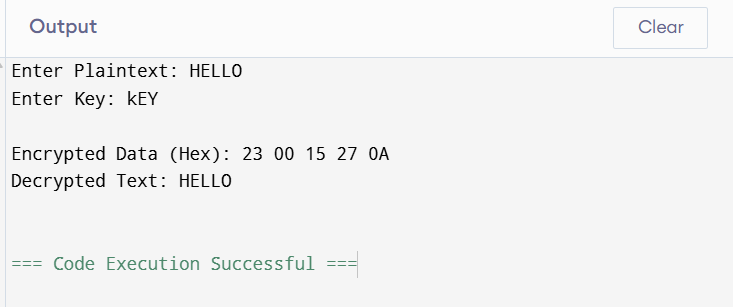 Output
Clear
Enter Plaintext: HELLO
Enter Key: kEY
Encrypted Data (Hex): 23 00 15 27 0A
Decrypted Text: HELLO
=== Code Execution Successful ===